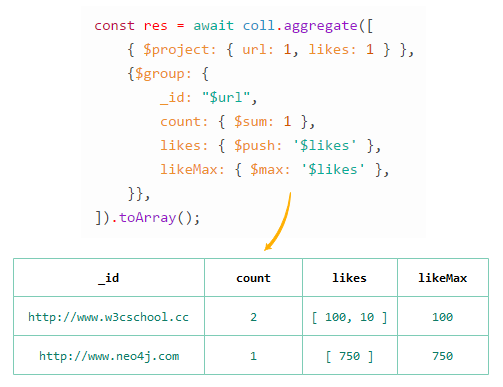 const res = await coll.aggregate([
    { $project: { url: 1, likes: 1 } },
    {$group: {
        _id: "$url",
        count: { $sum: 1 },
        likes: { $push: '$likes' },
        likeMax: { $max: '$likes' },
    }},
]).toArray();
_id count likes likeMax
http://www.w3cschool.cc 2 [ 100, 10 ] 100
http://www.neo4j.com 1 [ 750 ] 750